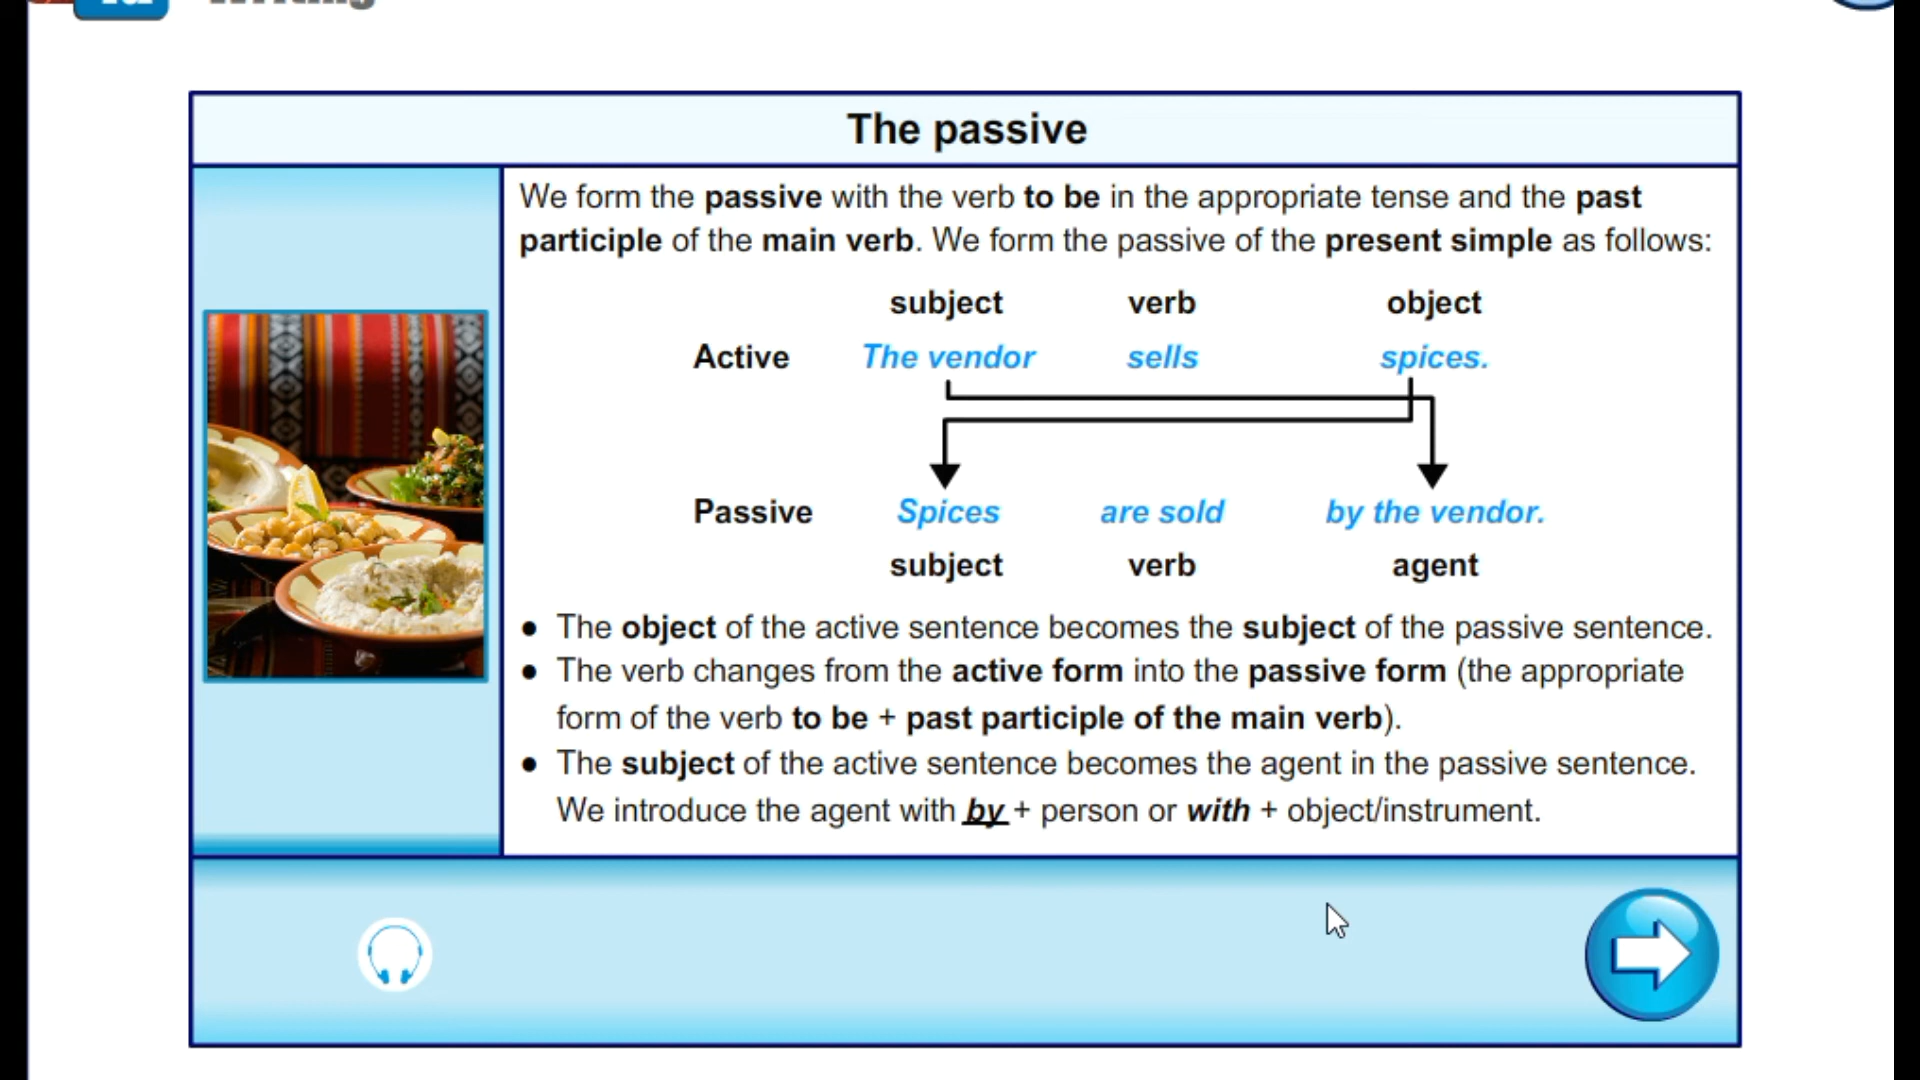 The passive
We form the passive with the verb to be in the appropriate tense and the past
participle of the main verb. We form the passive of the present simple as follows:
subject verb object
Active The vendor sells spices.
Passive Spices are sold by the vendor.
subject verb agent
● The object of the active sentence becomes the subject of the passive sentence.
● The verb changes from the active form into the passive form (the appropriate
form of the verb to be + past participle of the main verb).
● The subject of the active sentence becomes the agent in the passive sentence.
We introduce the agent with by + person or with + object/instrument.